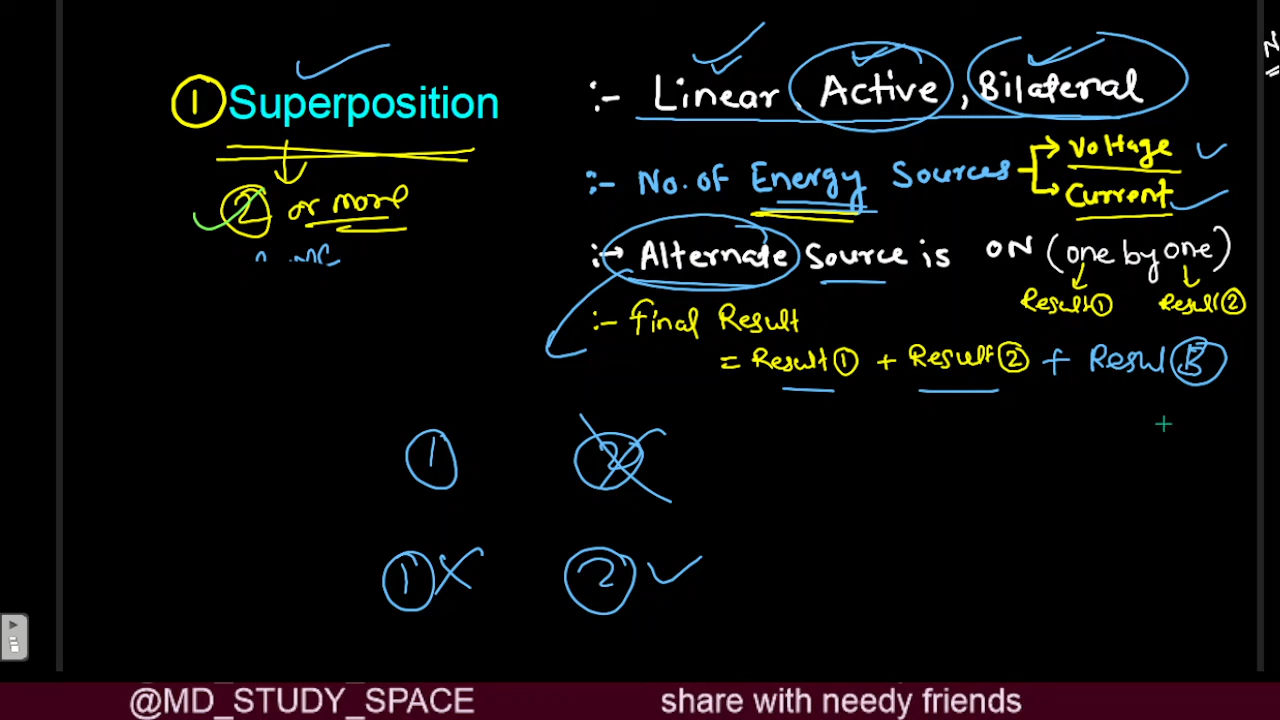 ① Superposition :- Linear, Active, Bilateral
② or more
:- No. of Energy Sources → Voltage
→ Current
:→ Alternate Source is ON (one by one)
Result① Result②
:- Final Result
= Result① + Result② + Resul
① ②
① × ② ✓
@MD_STUDY_SPACE share with needy friends